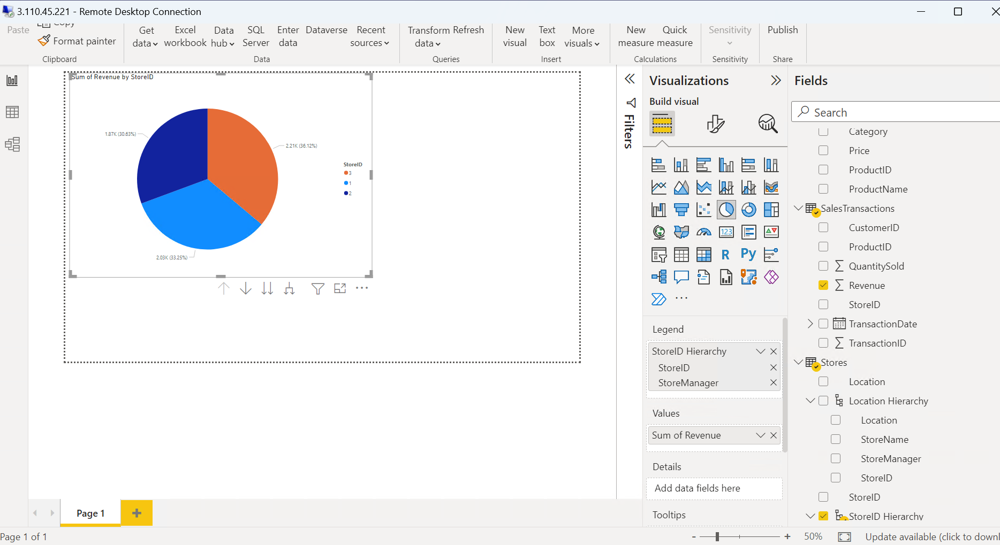 3.110.45.221 - Remote Desktop Connection
Paste
Copy
Format painter
Clipboard
Get data
Excel workbook
Data hub
SQL Server
Enter data
Dataverse
Recent sources
Data
Transform data
Refresh
Queries
New visual
Text box
More visuals
Insert
New measure
Quick measure
Calculations
Sensitivity
Sensitivity
Publish
Share
Sum of Revenue by StoreID
1.87K (30.63%)
2.21K (36.12%)
2.03K (33.25%)
StoreID
3
1
2
Filters
Visualizations
Build visual
123
R
Py
Legend
StoreID Hierarchy
StoreID
StoreManager
Values
Sum of Revenue
Details
Add data fields here
Tooltips
Fields
Search
Category
Price
ProductID
ProductName
SalesTransactions
CustomerID
ProductID
QuantitySold
Revenue
StoreID
TransactionDate
TransactionID
Stores
Location
Location Hierarchy
Location
StoreName
StoreManager
StoreID
StoreID
StoreID Hierarchy
Page 1
Page 1 of 1
- + 50%
Update available (click to downl